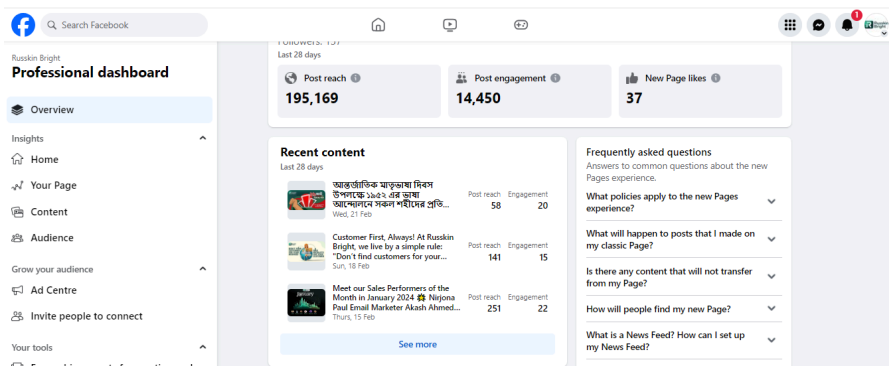 Search Facebook
1
Russkin Bright
Professional dashboard
Overview
Insights
Home
Your Page
Content
Audience
Grow your audience
Ad Centre
Invite people to connect
Your tools
Followers: 137
Last 28 days
Post reach
195,169
Post engagement
14,450
New Page likes
37
Recent content
Last 28 days
আন্তর্জাতিক মাতৃভাষা দিবস
উপলক্ষে ১৯৫২ এর ভাষা
আন্দোলনে সকল শহীদের প্রতি...
Wed, 21 Feb
Post reach Engagement
58 20
Customer First, Always! At Russkin
Bright, we live by a simple rule:
"Don't find customers for your...
Sun, 18 Feb
Post reach Engagement
141 15
Meet our Sales Performers of the
Month in January 2024 Nirjona
Paul Email Marketer Akash Ahmed...
Thurs, 15 Feb
Post reach Engagement
251 22
See more
Frequently asked questions
Answers to common questions about the new
Pages experience.
What policies apply to the new Pages
experience?
What will happen to posts that I made on
my classic Page?
Is there any content that will not transfer
from my Page?
How will people find my new Page?
What is a News Feed? How can I set up
my News Feed?